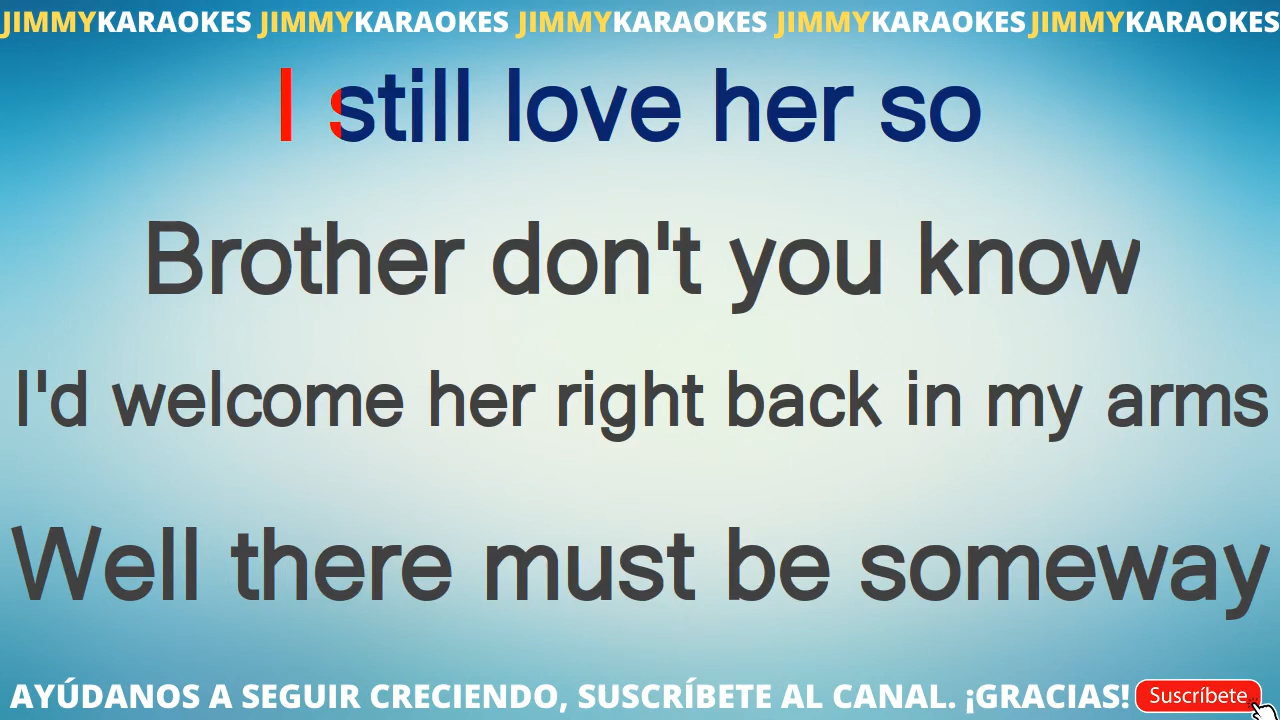 JIMMYKARAOKES JIMMYKARAOKES JIMMYKARAOKES JIMMYKARAOKES JIMMYKARAOKES
I still love her so
Brother don't you know
I'd welcome her right back in my arms
Well there must be someway
AYÚDANOS A SEGUIR CRECIENDO, SUSCRÍBETE AL CANAL. ¡GRACIAS! Suscríbete